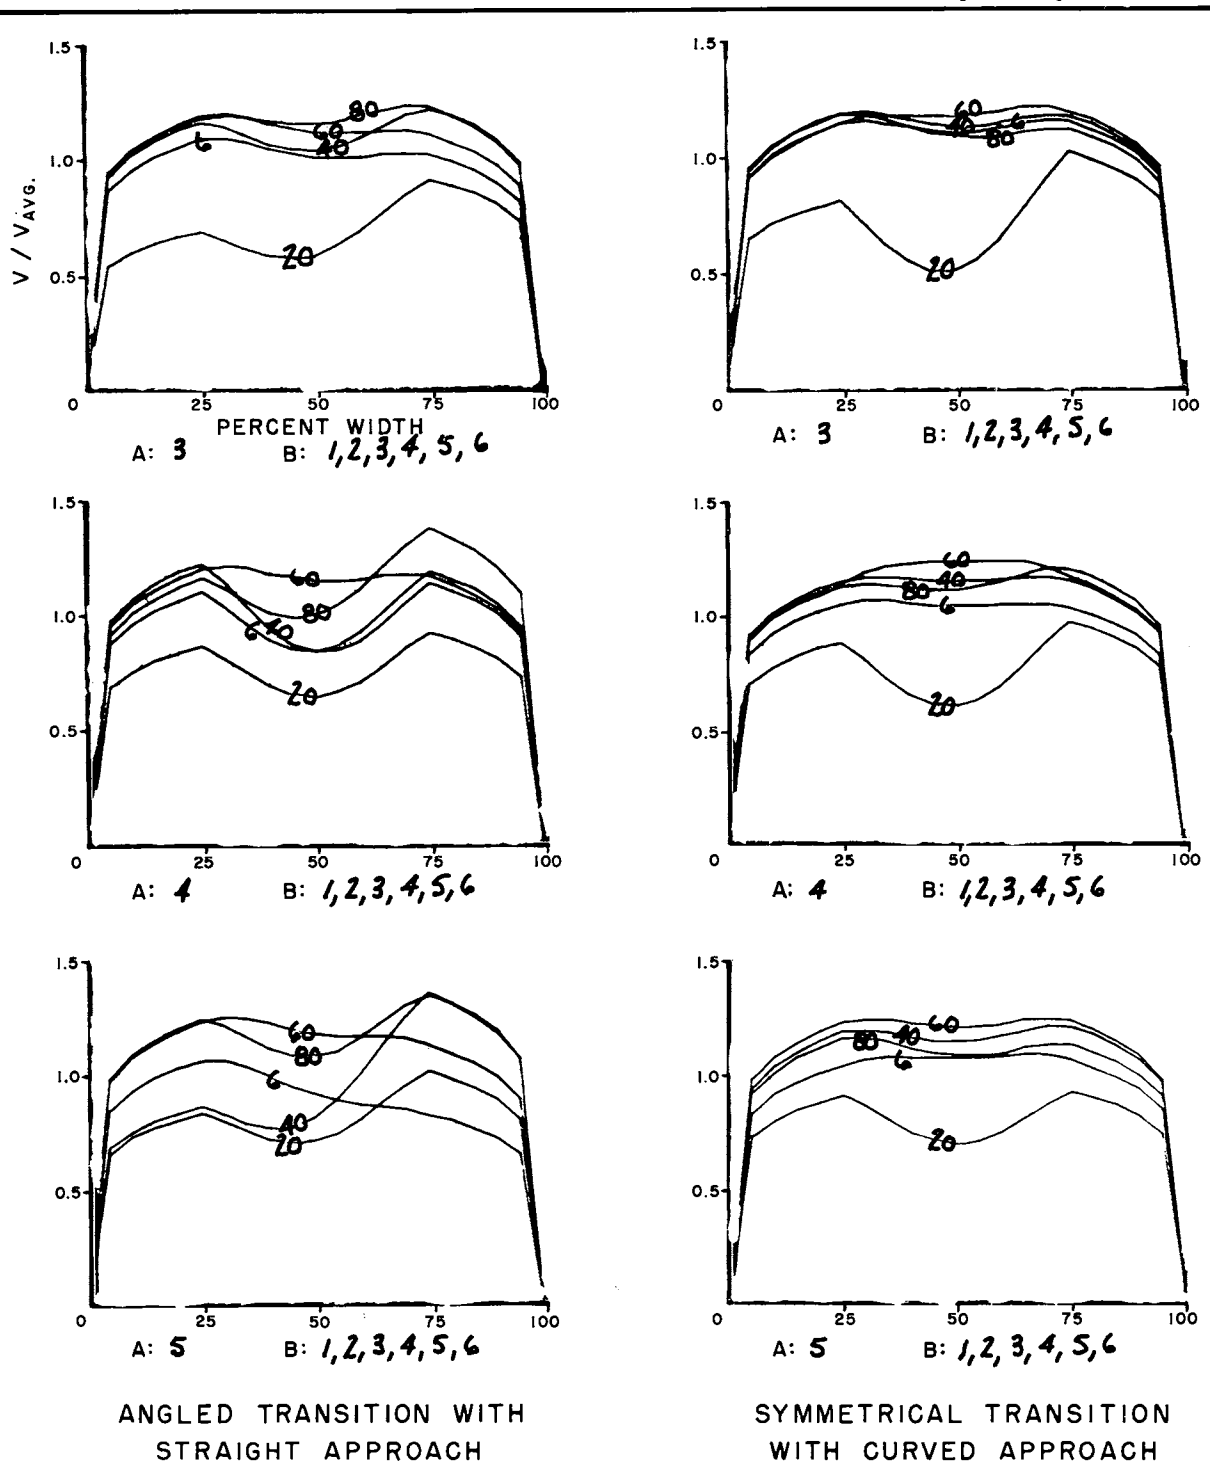 1.5
1.0
0.5
V / VAVG.
80
60
40
6
20
0 25 50 75 100
PERCENT WIDTH
A: 3 B: 1,2,3,4,5,6
1.5
1.0
0.5
60
40
6
80
20
0 25 50 75 100
A: 3 B: 1,2,3,4,5,6
1.5
1.0
0.5
60
80
6 40
20
0 25 50 75 100
A: 4 B: 1,2,3,4,5,6
1.5
1.0
0.5
60
40
80
6
20
0 25 50 75 100
A: 4 B: 1,2,3,4,5,6
1.5
1.0
0.5
60
80
6
40
20
0 25 50 75 100
A: 5 B: 1,2,3,4,5,6
1.5
1.0
0.5
60
80 40
6
20
0 25 50 75 100
A: 5 B: 1,2,3,4,5,6
ANGLED TRANSITION WITH
STRAIGHT APPROACH
SYMMETRICAL TRANSITION
WITH CURVED APPROACH